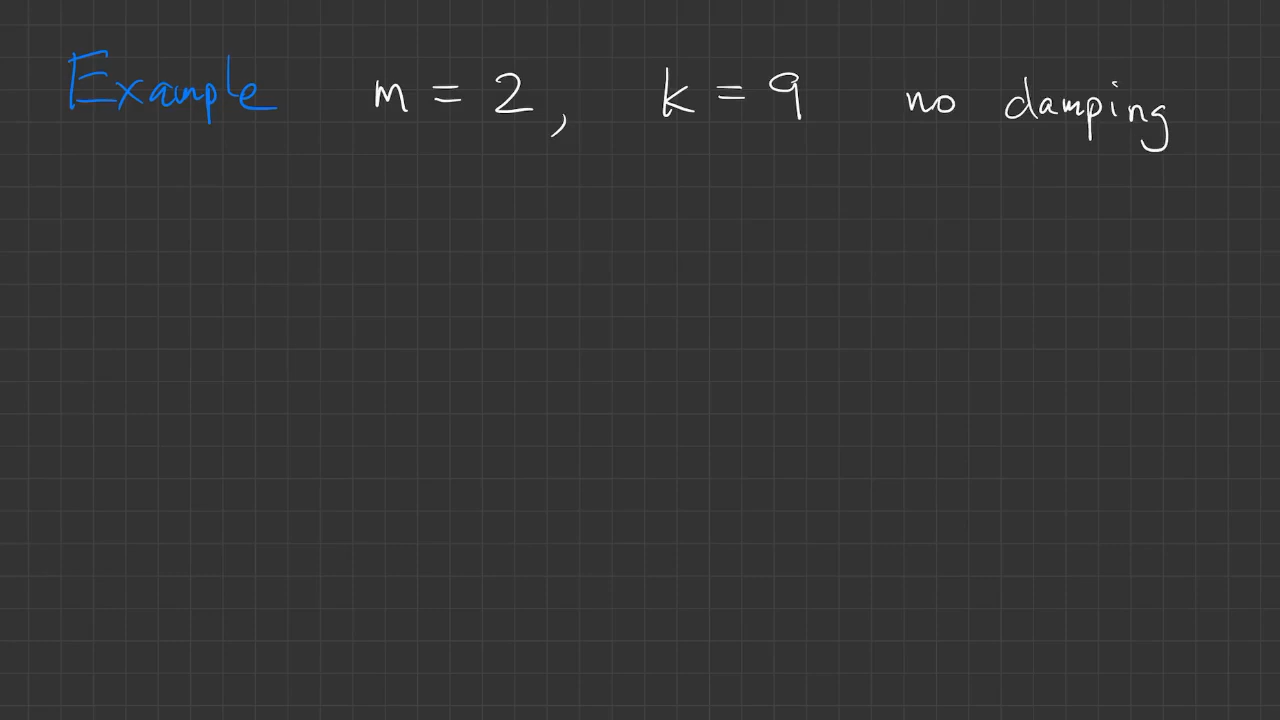 Example m = 2, k = 9 no damping